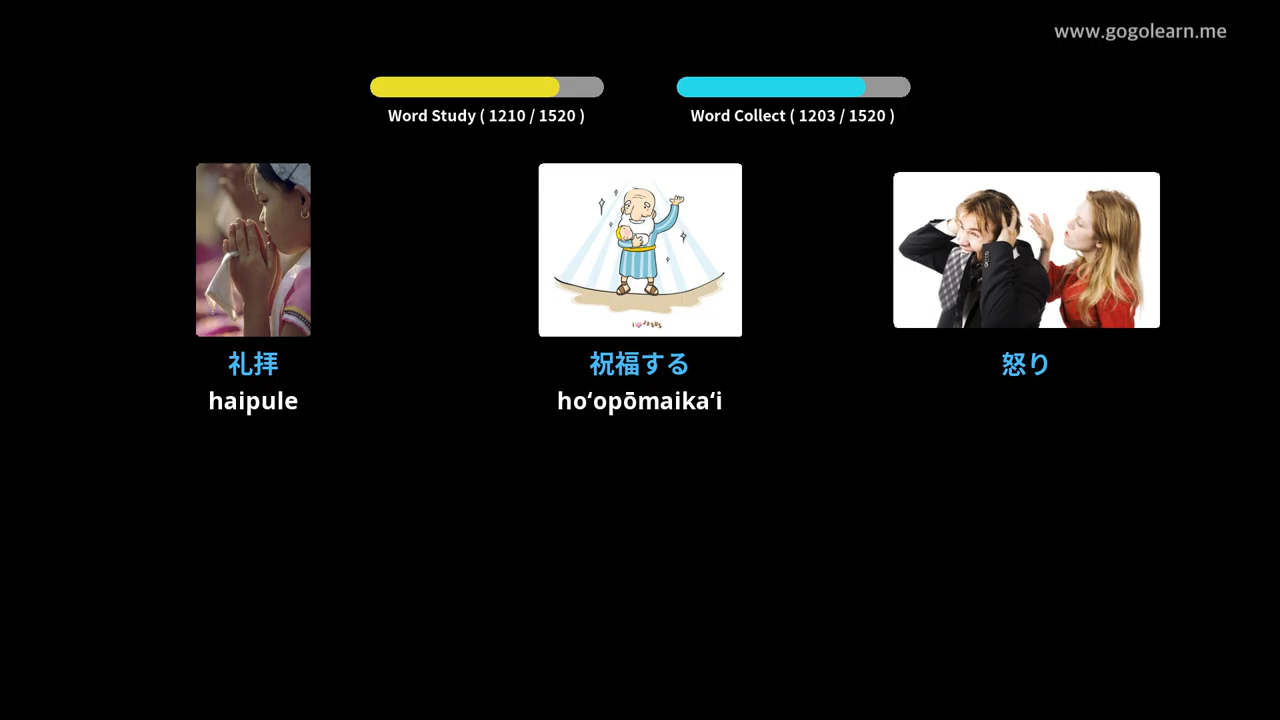 www.gogolearn.me
Word Study ( 1210 / 1520 )
Word Collect ( 1203 / 1520 )
I ❤ JESUS
礼拝
祝福する
怒り
haipule
hoʻopōmaikaʻi